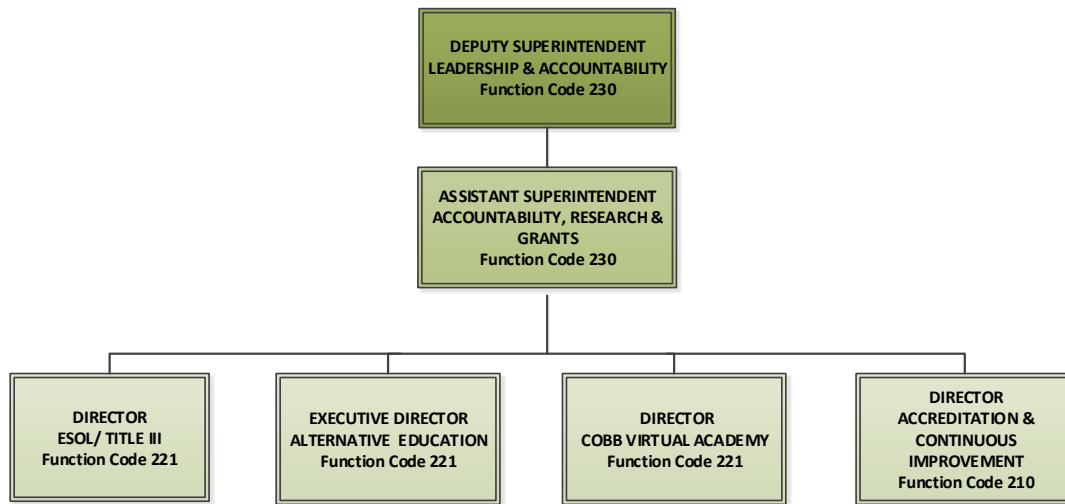 DEPUTY SUPERINTENDENT
LEADERSHIP & ACCOUNTABILITY
Function Code 230
ASSISTANT SUPERINTENDENT
ACCOUNTABILITY, RESEARCH &
GRANTS
Function Code 230
DIRECTOR
ESOL/ TITLE III
Function Code 221
EXECUTIVE DIRECTOR
ALTERNATIVE EDUCATION
Function Code 221
DIRECTOR
COBB VIRTUAL ACADEMY
Function Code 221
DIRECTOR
ACCREDITATION &
CONTINUOUS
IMPROVEMENT
Function Code 210